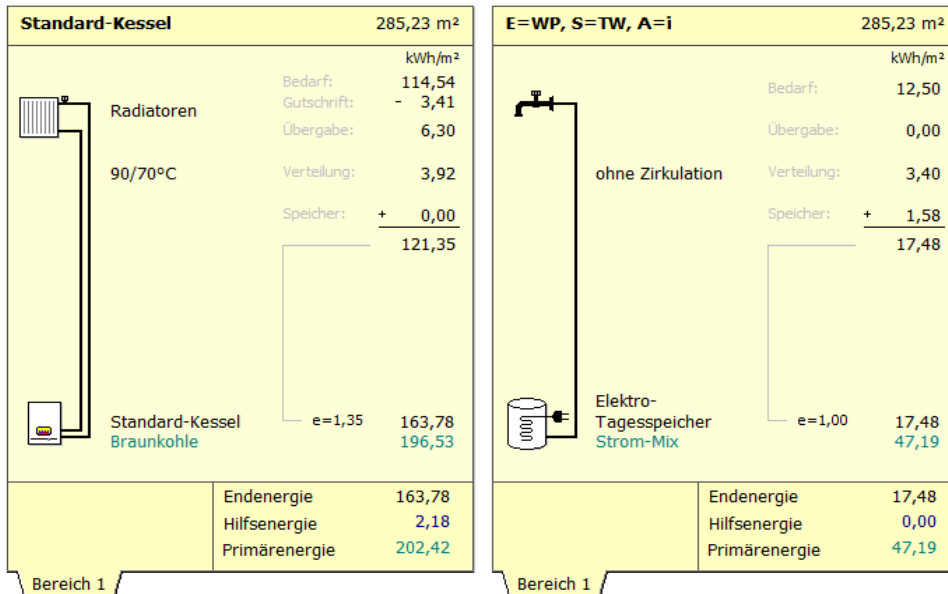 Standard-Kessel 285,23 m²
kWh/m²
Bedarf: 114,54
Gutschrift: - 3,41
Radiatoren
Übergabe: 6,30
90/70°C Verteilung: 3,92
Speicher: + 0,00
121,35
Standard-Kessel e=1,35 163,78
Braunkohle 196,53
Endenergie 163,78
Hilfsenergie 2,18
Primärenergie 202,42
Bereich 1
E=WP, S=TW, A=i 285,23 m²
kWh/m²
Bedarf: 12,50
Übergabe: 0,00
ohne Zirkulation Verteilung: 3,40
Speicher: + 1,58
17,48
Elektro-
Tagesspeicher e=1,00 17,48
Strom-Mix 47,19
Endenergie 17,48
Hilfsenergie 0,00
Primärenergie 47,19
Bereich 1